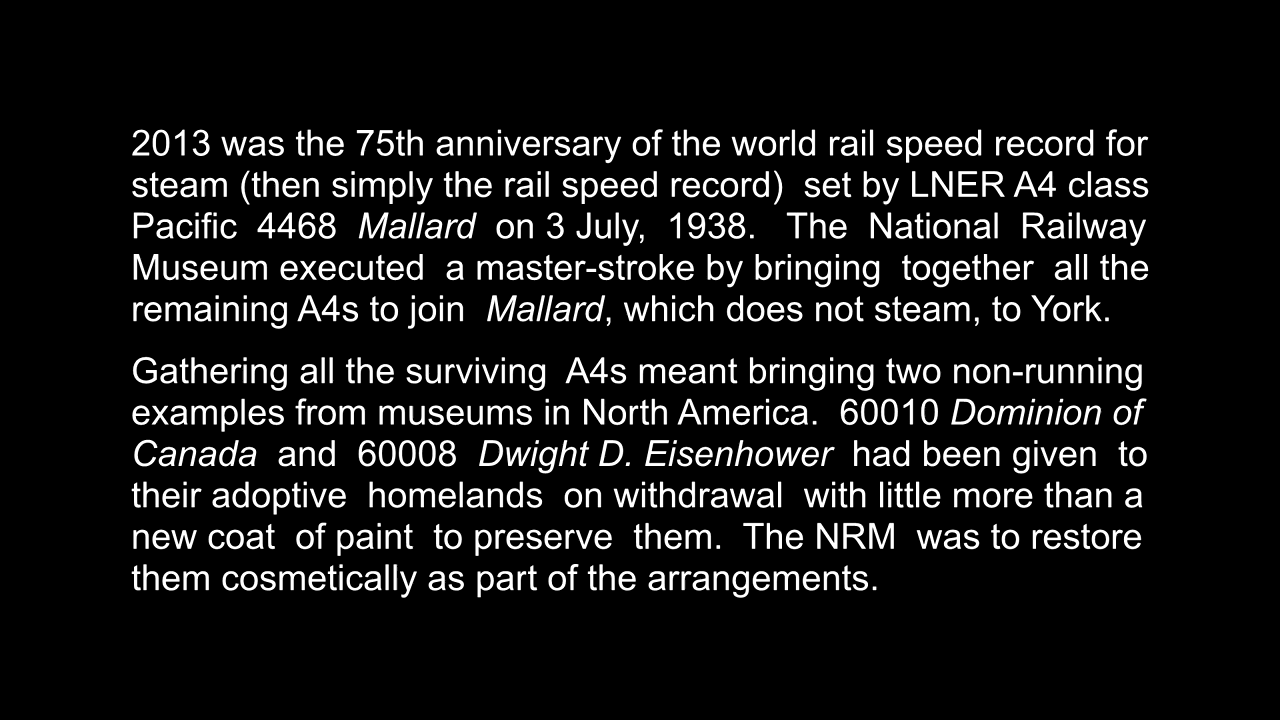 2013 was the 75th anniversary of the world rail speed record for
steam (then simply the rail speed record) set by LNER A4 class
Pacific 4468 Mallard on 3 July, 1938. The National Railway
Museum executed a master-stroke by bringing together all the
remaining A4s to join Mallard, which does not steam, to York.
Gathering all the surviving A4s meant bringing two non-running
examples from museums in North America. 60010 Dominion of
Canada and 60008 Dwight D. Eisenhower had been given to
their adoptive homelands on withdrawal with little more than a
new coat of paint to preserve them. The NRM was to restore
them cosmetically as part of the arrangements.